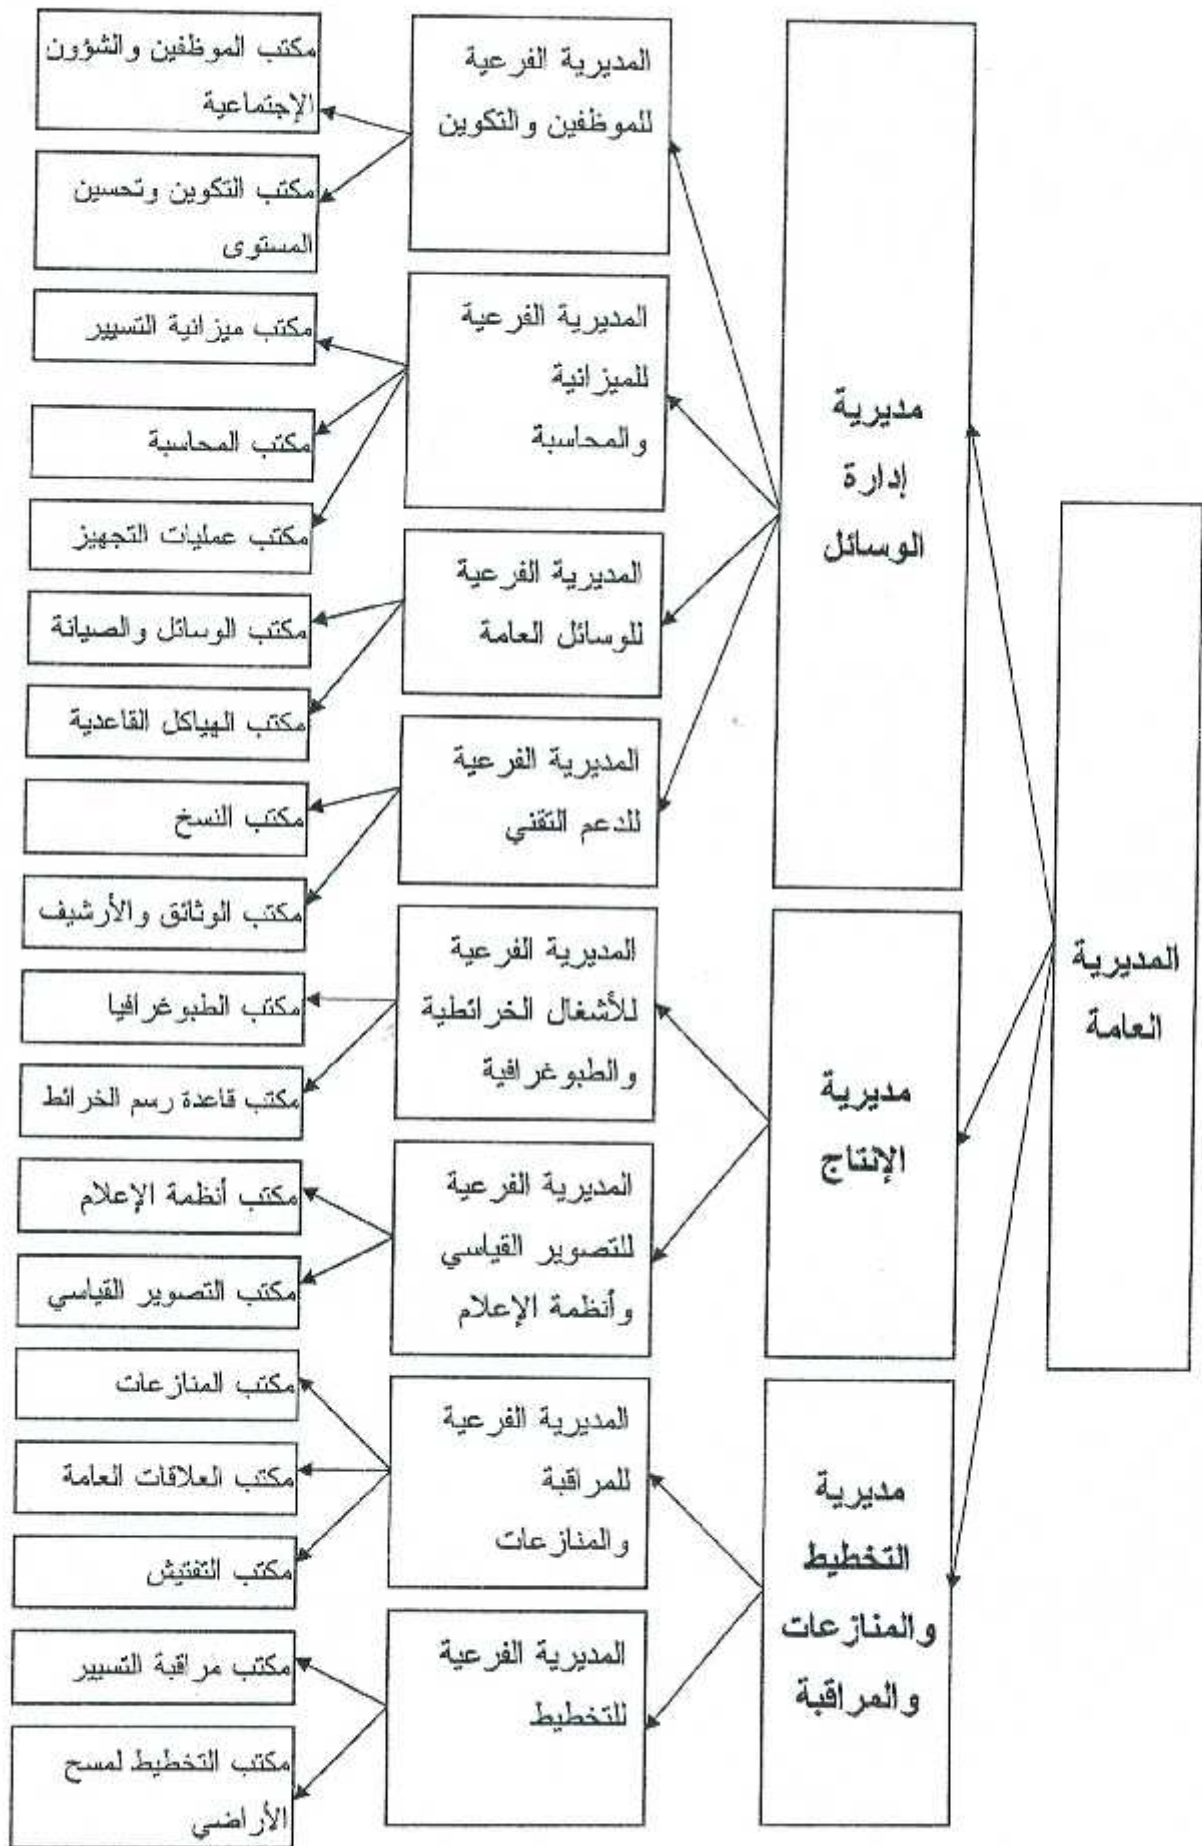 المديرية
العامة
مديرية
إدارة
الوسائل
المديرية الفرعية
للموظفين والتكوين
مكتب الموظفين والشؤون
الإجتماعية
مكتب التكوين وتحسين
المستوى
المديرية الفرعية
للميزانية
والمحاسبة
مكتب ميزانية التسيير
مكتب المحاسبة
مكتب عمليات التجهيز
المديرية الفرعية
للوسائل العامة
مكتب الوسائل والصيانة
مكتب الهياكل القاعدية
المديرية الفرعية
للدعم التقني
مكتب النسخ
مكتب الوثائق والأرشيف
مديرية
الإنتاج
المديرية الفرعية
للأشغال الخرائطية
والطبوغرافية
مكتب الطبوغرافيا
مكتب قاعدة رسم الخرائط
المديرية الفرعية
للتصوير القياسي
وأنظمة الإعلام
مكتب أنظمة الإعلام
مكتب التصوير القياسي
مديرية
التخطيط
والمنازعات
والمراقبة
المديرية الفرعية
للمراقبة
والمنازعات
مكتب المنازعات
مكتب العلاقات العامة
مكتب التفتيش
المديرية الفرعية
للتخطيط
مكتب مراقبة التسيير
مكتب التخطيط لمسح
الأراضي